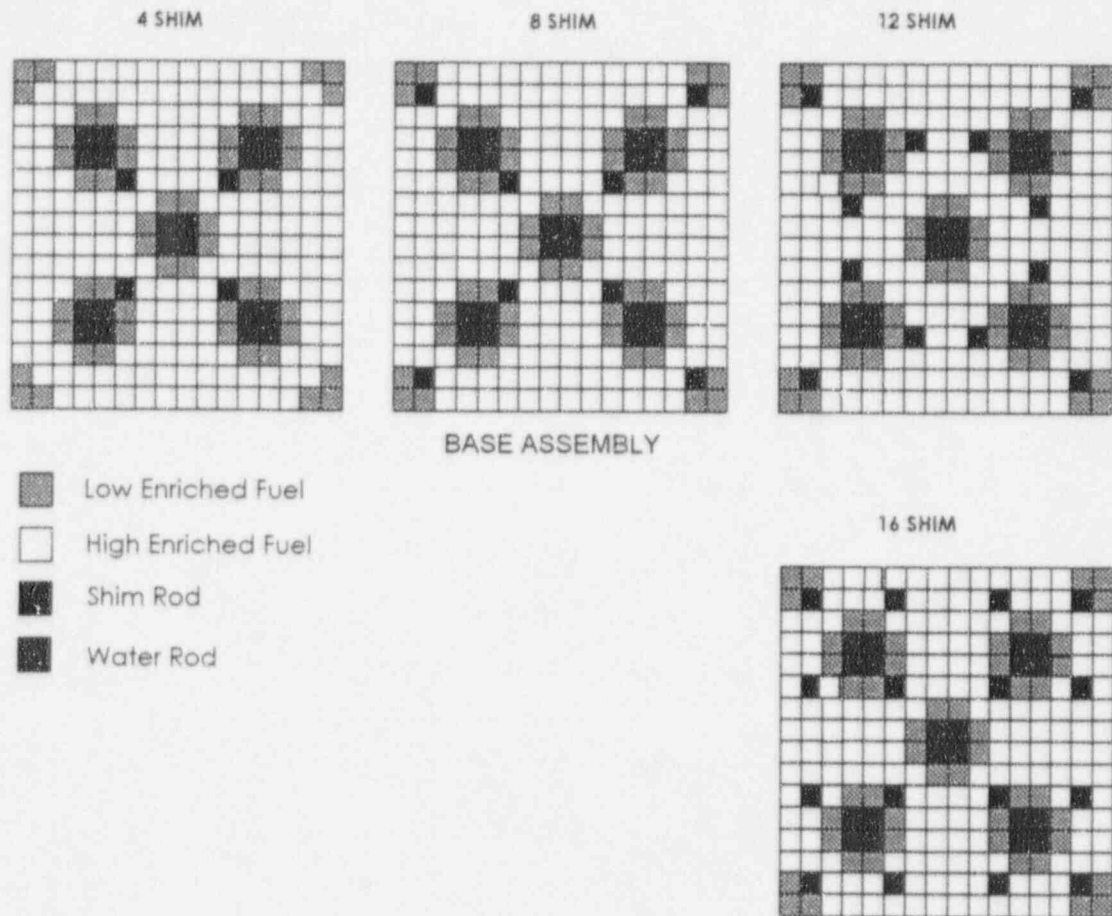 4 SHIM
8 SHIM
12 SHIM
BASE ASSEMBLY
Low Enriched Fuel
High Enriched Fuel
Shim Rod
Water Rod
16 SHIM